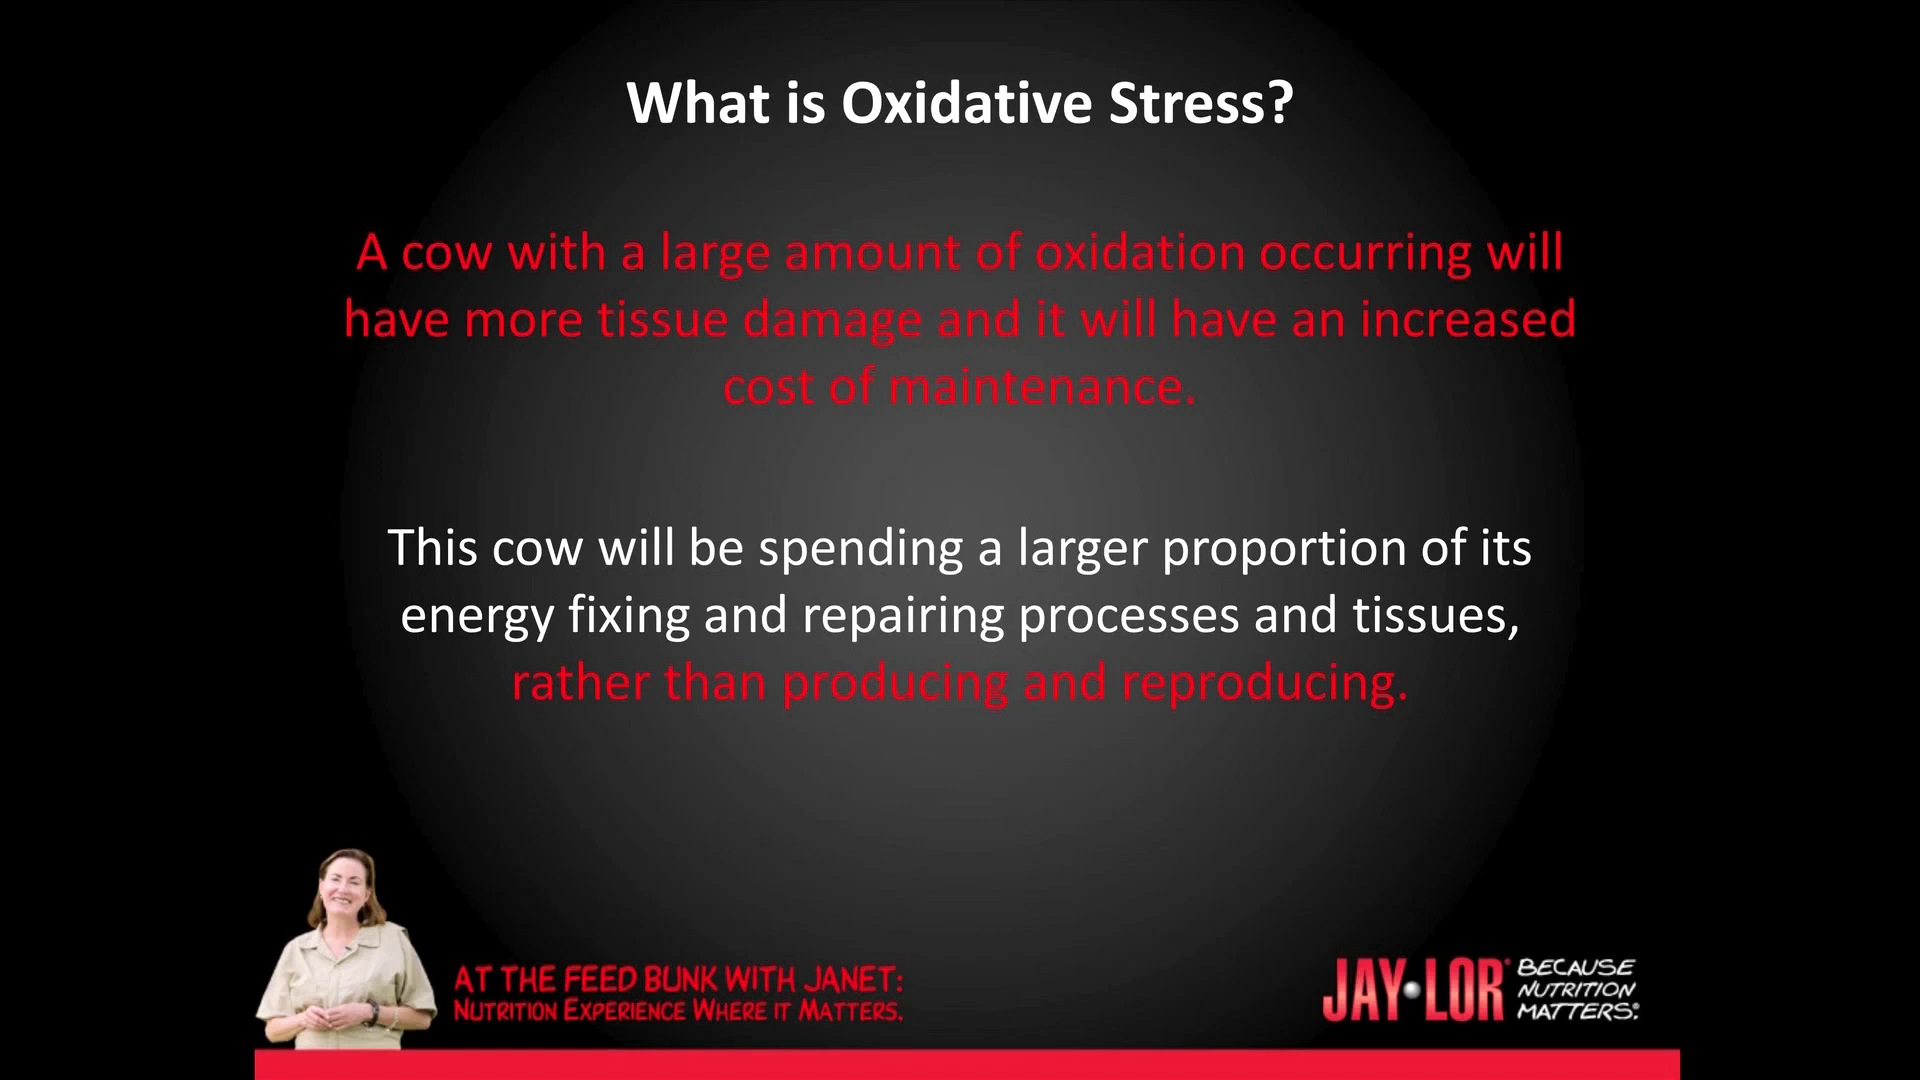 What is Oxidative Stress?
A cow with a large amount of oxidation occurring will
have more tissue damage and it will have an increased
cost of maintenance.
This cow will be spending a larger proportion of its
energy fixing and repairing processes and tissues,
rather than producing and reproducing.
AT THE FEED BUNK WITH JANET:
NUTRITION EXPERIENCE WHERE IT MATTERS.
JAY•LOR®
BECAUSE
NUTRITION
MATTERS.®